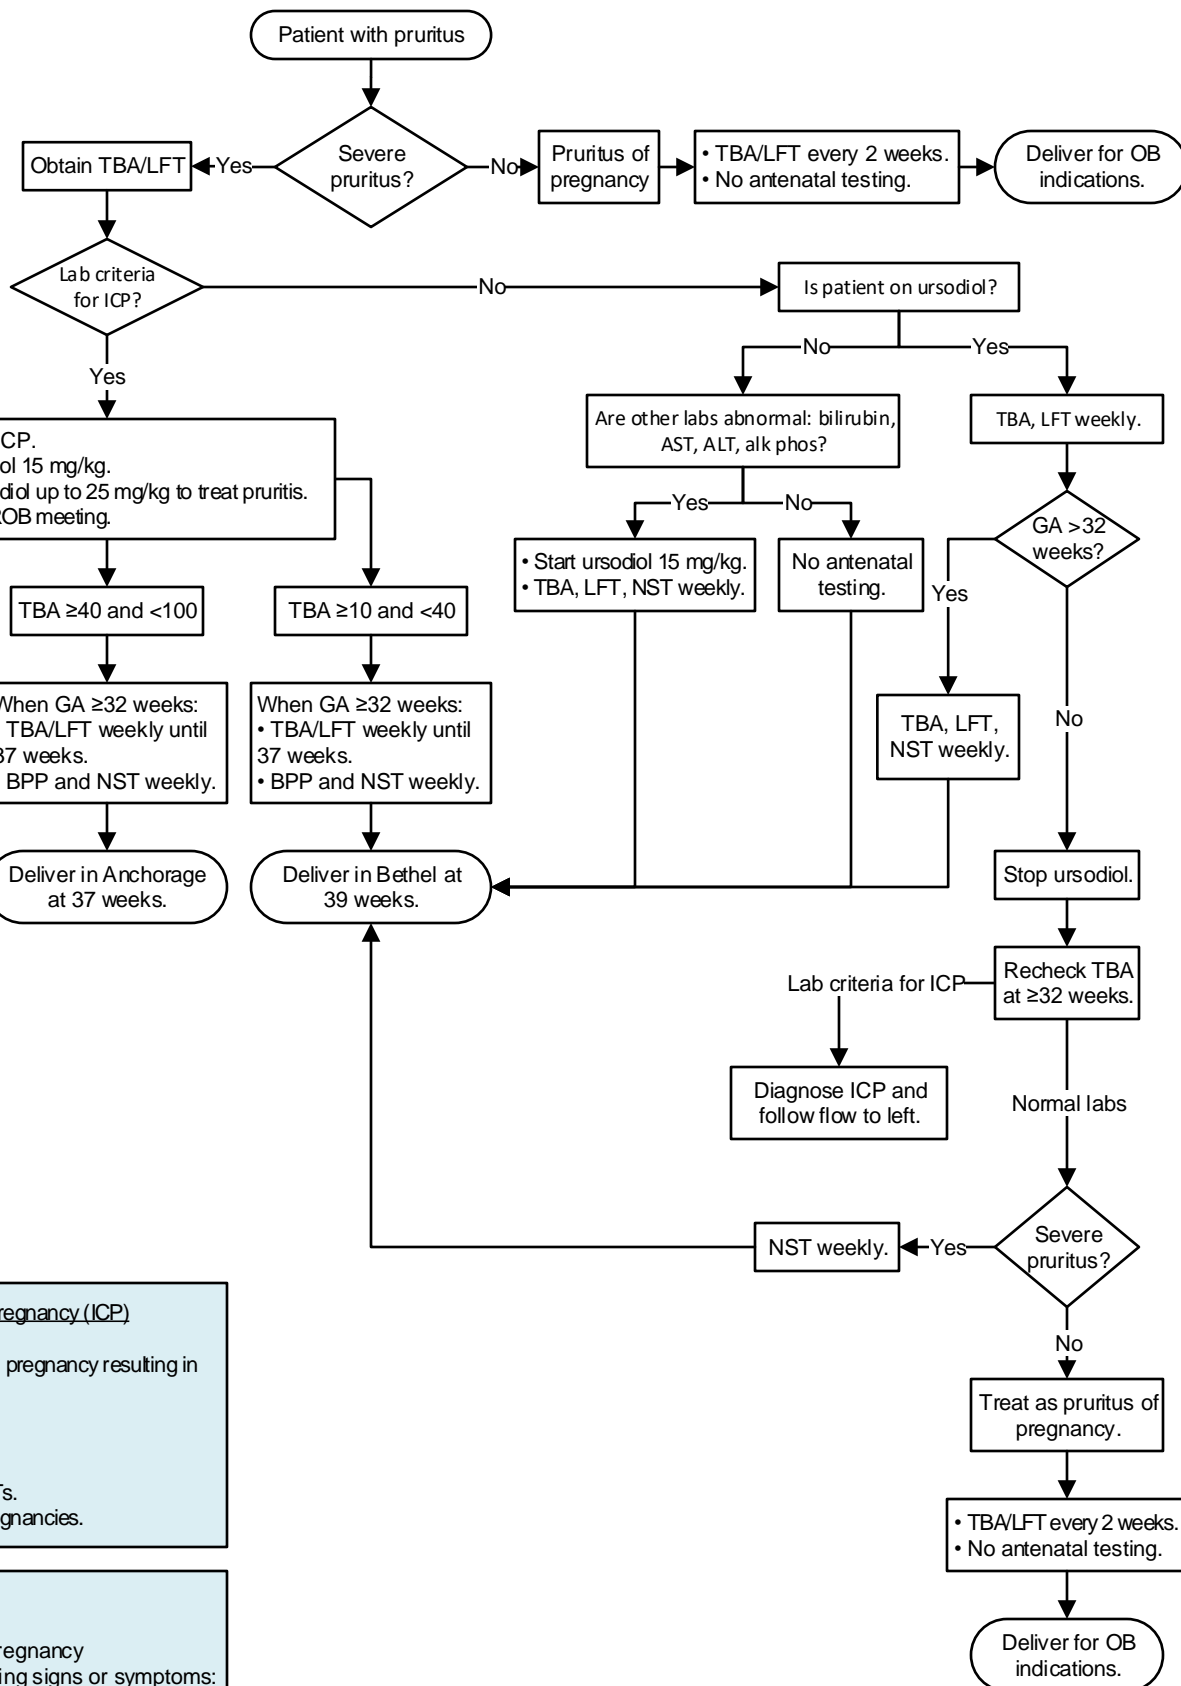 Patient with pruritus
Severe
pruritus?
Yes
No
Obtain TBA/LFT
Pruritus of
pregnancy
• TBA/LFT every 2 weeks.
• No antenatal testing.
Deliver for OB
indications.
Lab criteria
for ICP?
No
Is patient on ursodiol?
Yes
No
Yes
CP.
ol 15 mg/kg.
diol up to 25 mg/kg to treat pruritis.
ROB meeting.
Are other labs abnormal: bilirubin,
AST, ALT, alk phos?
TBA, LFT weekly.
Yes
No
GA >32
weeks?
• Start ursodiol 15 mg/kg.
• TBA, LFT, NST weekly.
No antenatal
testing.
Yes
No
TBA ≥40 and <100
TBA ≥10 and <40
When GA ≥32 weeks:
TBA/LFT weekly until
37 weeks.
BPP and NST weekly.
When GA ≥32 weeks:
• TBA/LFT weekly until
37 weeks.
• BPP and NST weekly.
TBA, LFT,
NST weekly.
Deliver in Anchorage
at 37 weeks.
Deliver in Bethel at
39 weeks.
Stop ursodiol.
Recheck TBA
at ≥32 weeks.
Lab criteria for ICP
Diagnose ICP and
follow flow to left.
Normal labs
Severe
pruritus?
Yes
NST weekly.
No
Treat as pruritus of
pregnancy.
• TBA/LFT every 2 weeks.
• No antenatal testing.
Deliver for OB
indications.
regnancy (ICP)
pregnancy resulting in
Ts.
gnancies.
regnancy
ing signs or symptoms: